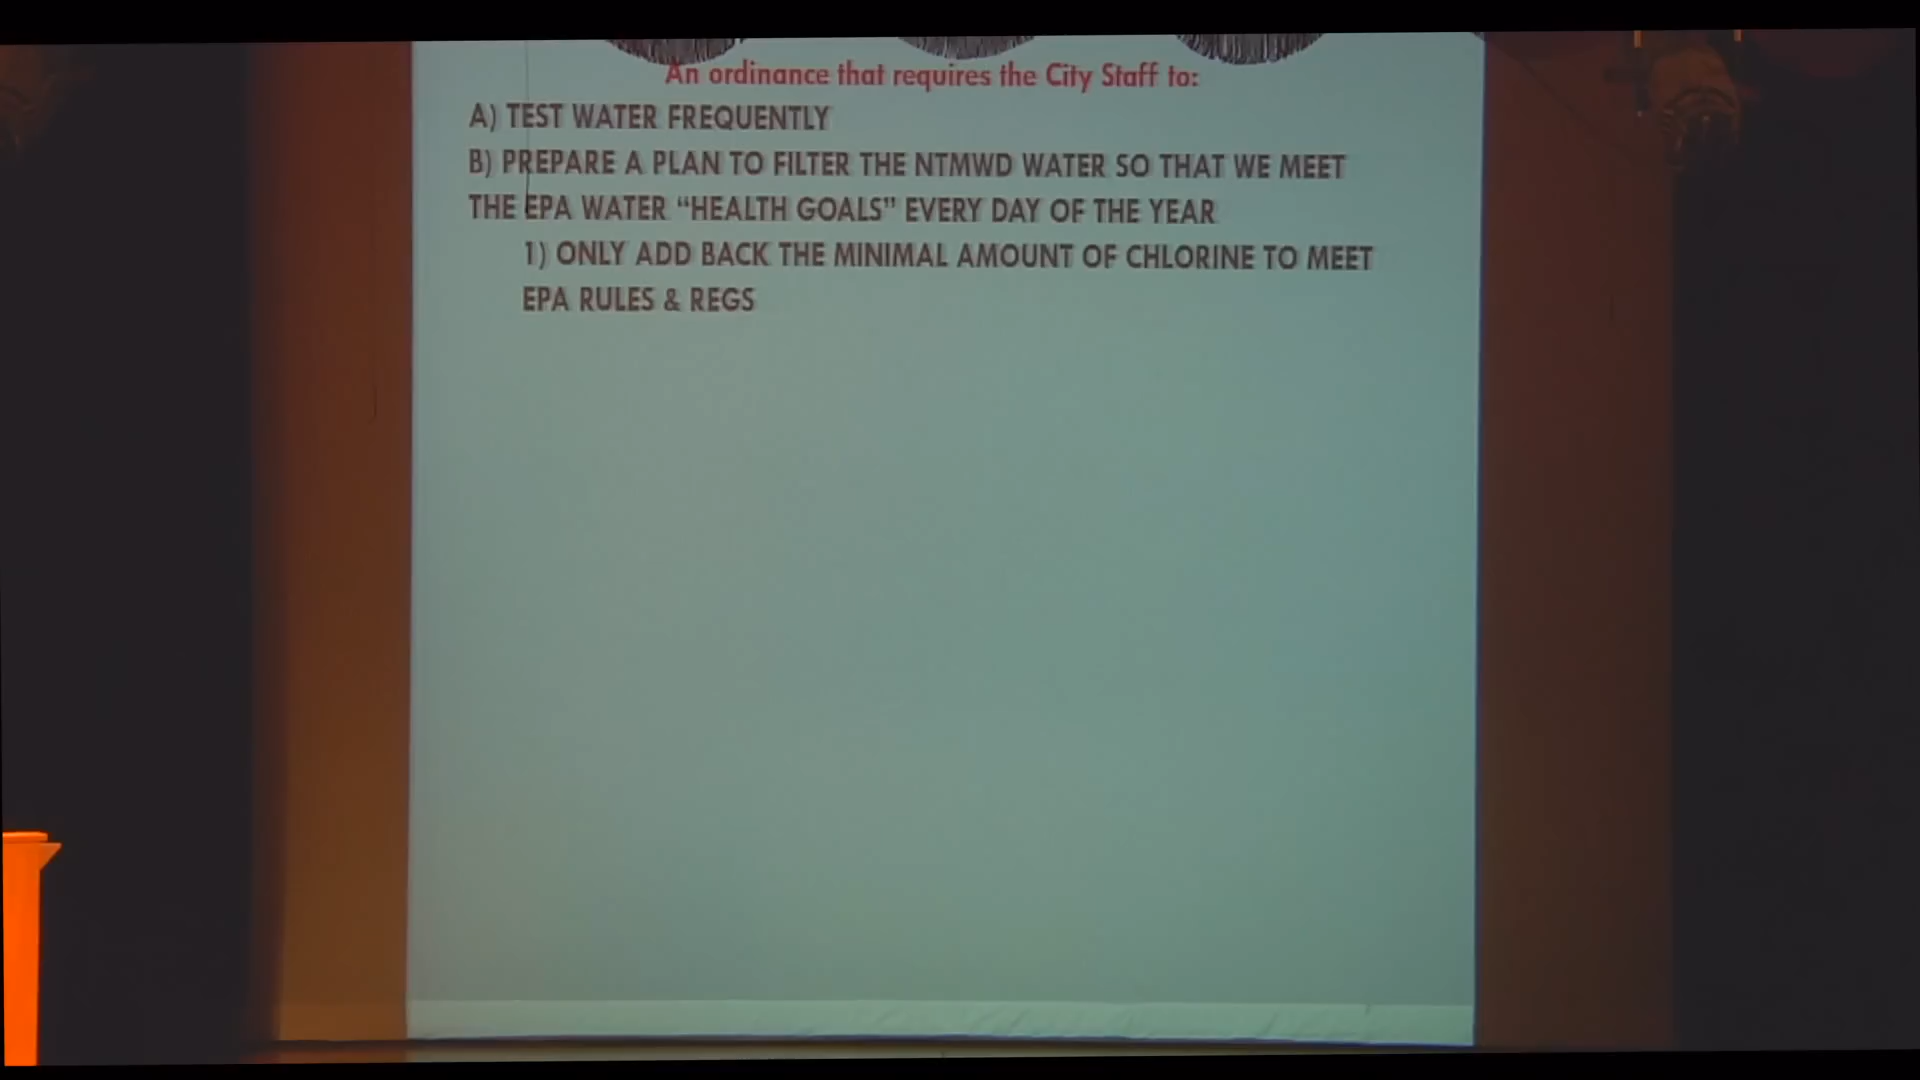 An ordinance that requires the City Staff to:
A) TEST WATER FREQUENTLY
B) PREPARE A PLAN TO FILTER THE NTMWD WATER SO THAT WE MEET
THE EPA WATER “HEALTH GOALS” EVERY DAY OF THE YEAR
1) ONLY ADD BACK THE MINIMAL AMOUNT OF CHLORINE TO MEET
EPA RULES & REGS